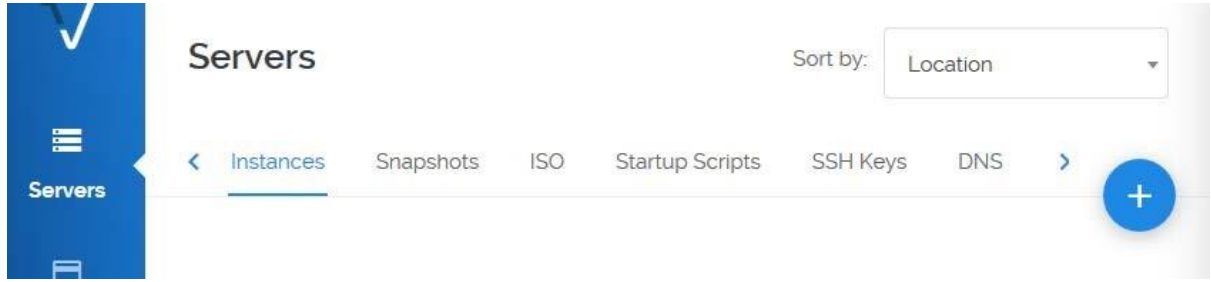 Servers
Sort by: Location
Instances Snapshots ISO Startup Scripts SSH Keys DNS
Servers